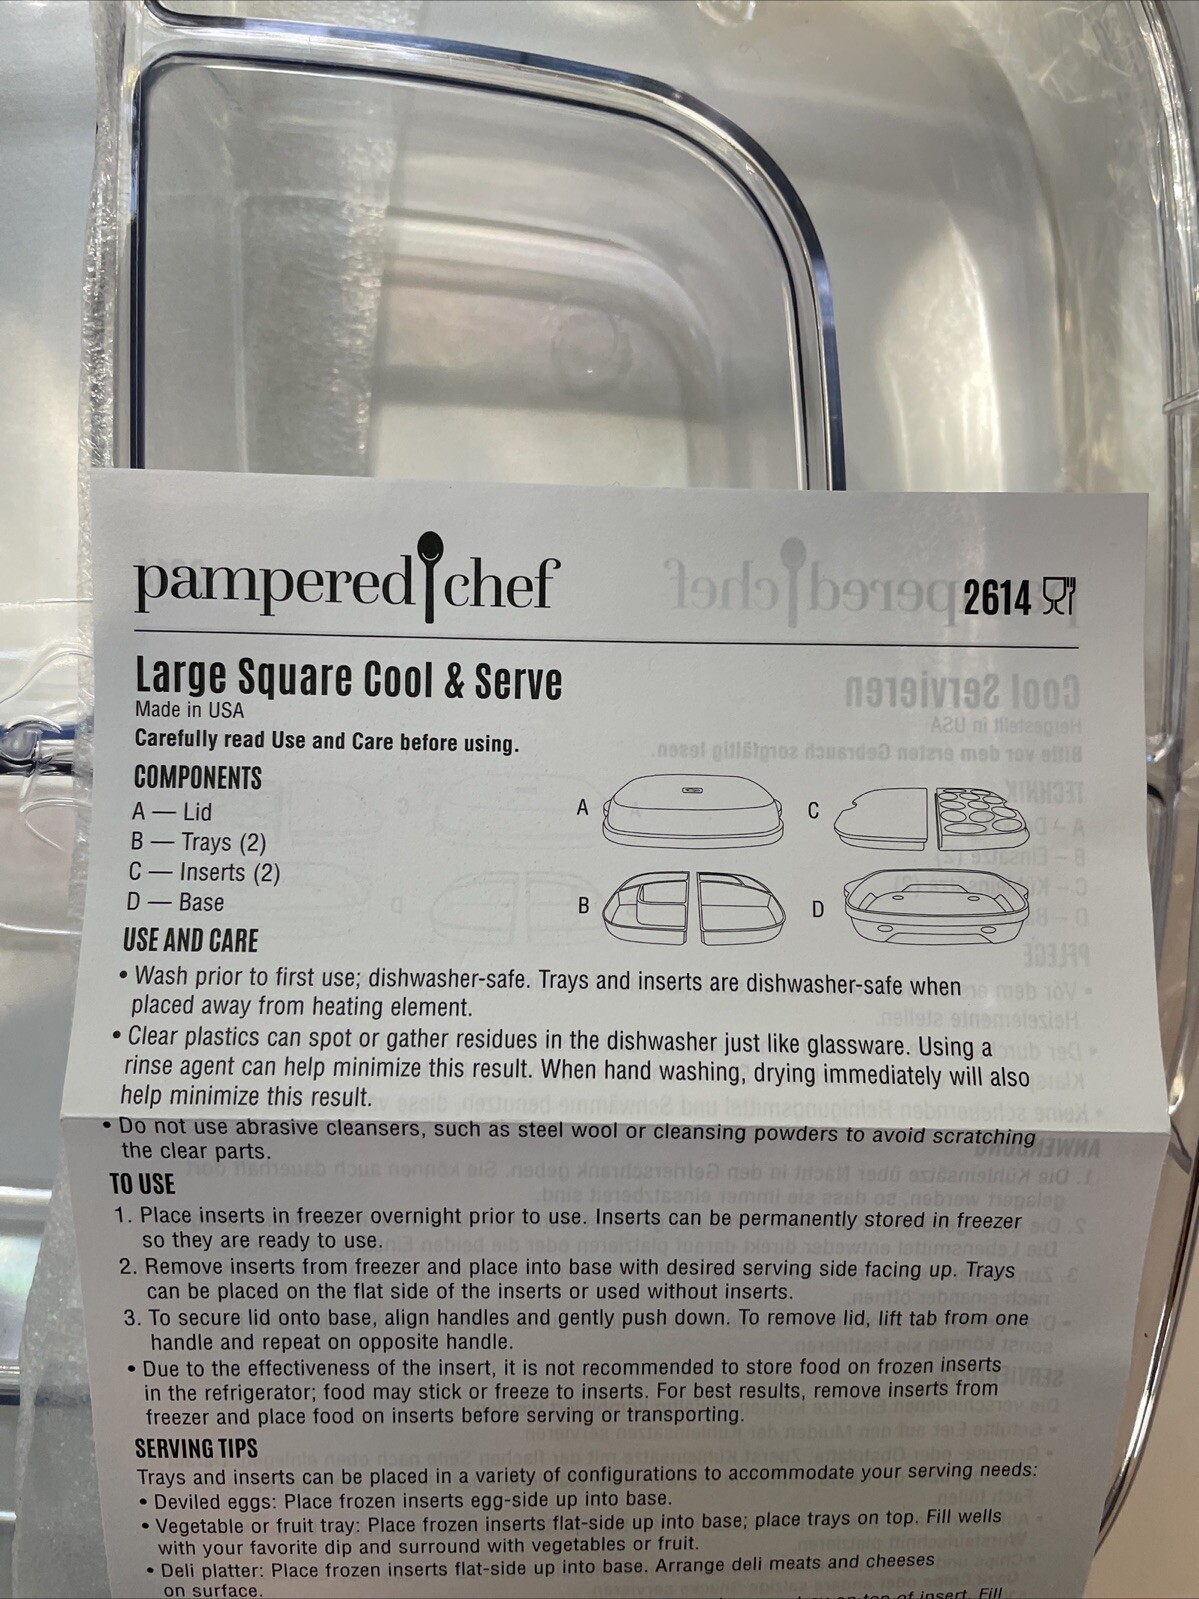 pampered chef
2614
Large Square Cool & Serve
Made in USA
Carefully read Use and Care before using.
COMPONENTS
A — Lid
B — Trays (2)
C — Inserts (2)
D — Base
A
C
B
D
USE AND CARE
• Wash prior to first use; dishwasher-safe. Trays and inserts are dishwasher-safe when
placed away from heating element.
• Clear plastics can spot or gather residues in the dishwasher just like glassware. Using a
rinse agent can help minimize this result. When hand washing, drying immediately will also
help minimize this result.
• Do not use abrasive cleansers, such as steel wool or cleansing powders to avoid scratching
the clear parts.
TO USE
1. Place inserts in freezer overnight prior to use. Inserts can be permanently stored in freezer
so they are ready to use.
2. Remove inserts from freezer and place into base with desired serving side facing up. Trays
can be placed on the flat side of the inserts or used without inserts.
3. To secure lid onto base, align handles and gently push down. To remove lid, lift tab from one
handle and repeat on opposite handle.
• Due to the effectiveness of the insert, it is not recommended to store food on frozen inserts
in the refrigerator; food may stick or freeze to inserts. For best results, remove inserts from
freezer and place food on inserts before serving or transporting.
SERVING TIPS
Trays and inserts can be placed in a variety of configurations to accommodate your serving needs:
• Deviled eggs: Place frozen inserts egg-side up into base.
• Vegetable or fruit tray: Place frozen inserts flat-side up into base; place trays on top. Fill wells
with your favorite dip and surround with vegetables or fruit.
• Deli platter: Place frozen inserts flat-side up into base. Arrange deli meats and cheeses
on surface.
on top of insert. Fill